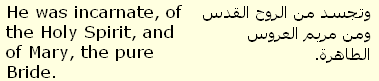 He was incarnate, of
the Holy Spirit, and
of Mary, the pure
Bride.
وتجسد من الروح القدس
ومن مريم العروس
الطاهرة.